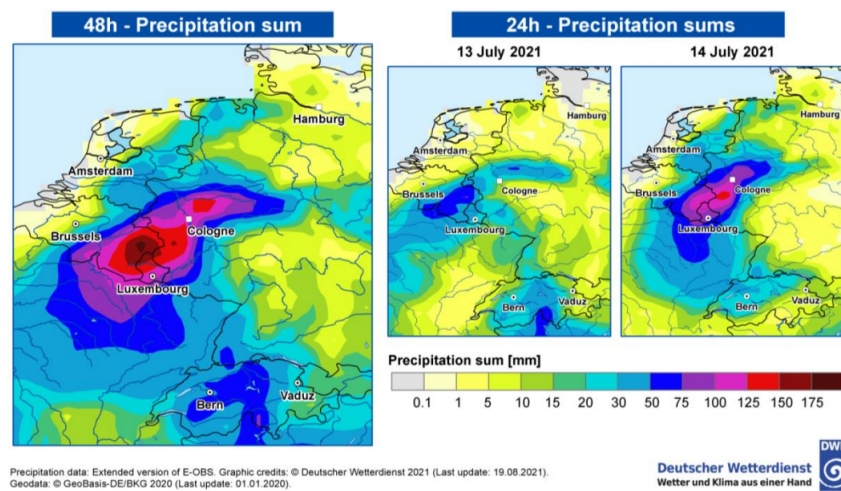 48h - Precipitation sum
24h - Precipitation sums
13 July 2021
14 July 2021
Hamburg
Amsterdam
Brussels
Cologne
Luxembourg
Bern
Vaduz
Hamburg
Amsterdam
Brussels
Cologne
Luxembourg
Bern
Vaduz
Hamburg
Amsterdam
Brussels
Cologne
Luxembourg
Bern
Vaduz
Precipitation sum [mm]
0.1 1 5 10 15 20 30 50 75 100 125 150 175
Precipitation data: Extended version of E-OBS. Graphic credits: © Deutscher Wetterdienst 2021 (Last update: 19.08.2021).
Geodata: © GeoBasis-DE/BKG 2020 (Last update: 01.01.2020).
Deutscher Wetterdienst
Wetter und Klima aus einer Hand